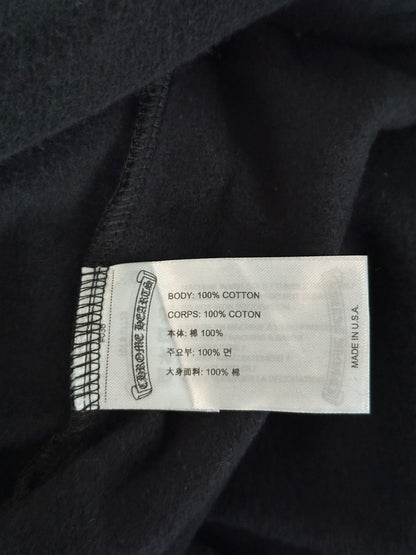 CHROME HEARTS
BODY: 100% COTTON
CORPS: 100% COTON
本体: 棉 100%
주요부: 100% 면
大身面料: 100% 棉
MADE IN U.S.A.